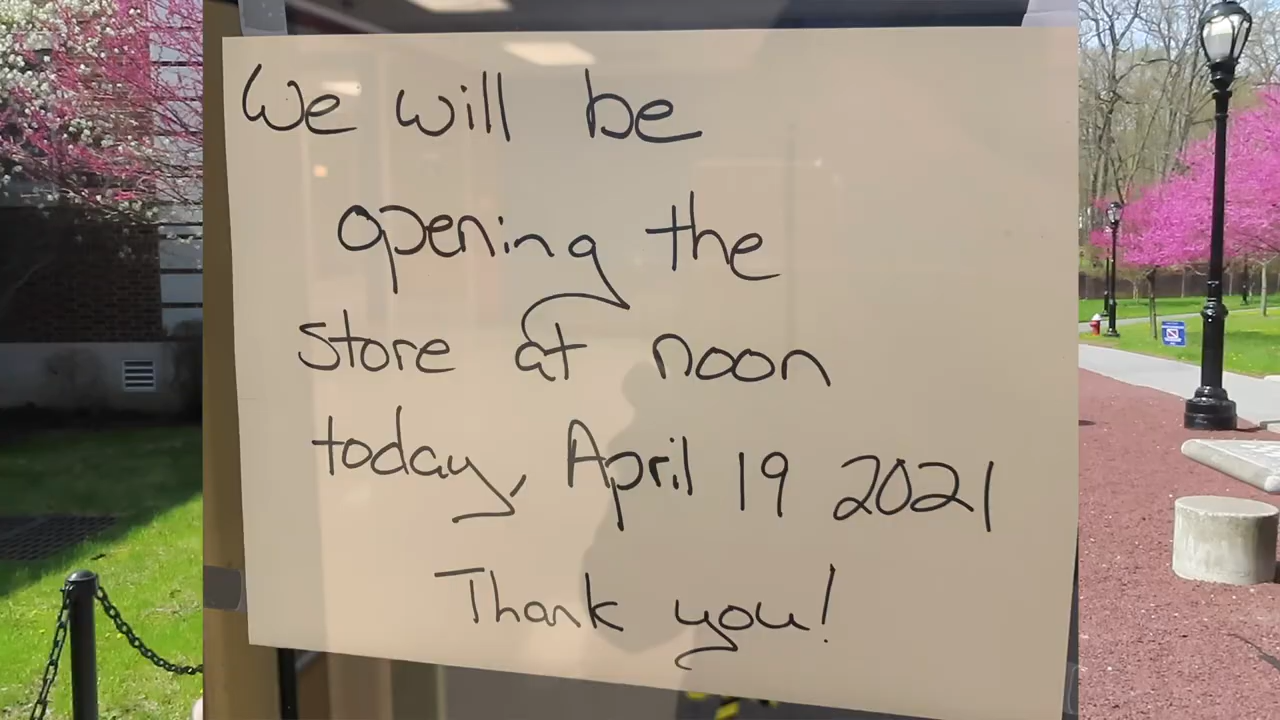 We will be
opening the
store at noon
today, April 19 2021
Thank you!